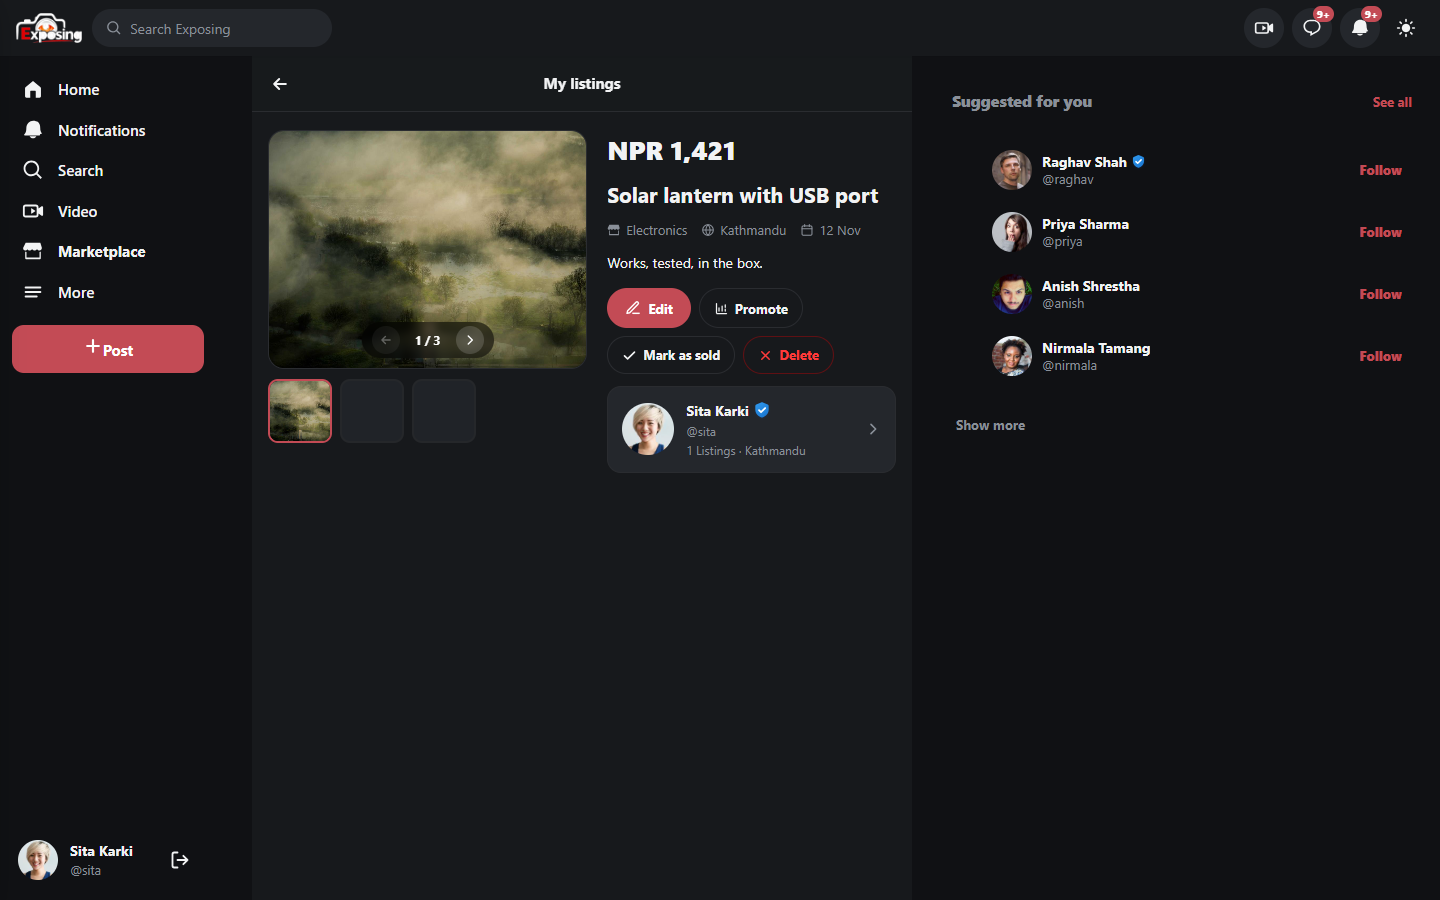 Exposing
Search Exposing
9+
9+
Home
Notifications
Search
Video
Marketplace
More
Post
Sita Karki
@sita
My listings
1 / 3
NPR 1,421
Solar lantern with USB port
Electronics Kathmandu 12 Nov
Works, tested, in the box.
Edit Promote
Mark as sold Delete
Sita Karki
@sita
1 Listings · Kathmandu
Suggested for you See all
Raghav Shah
@raghav
Follow
Priya Sharma
@priya
Follow
Anish Shrestha
@anish
Follow
Nirmala Tamang
@nirmala
Follow
Show more